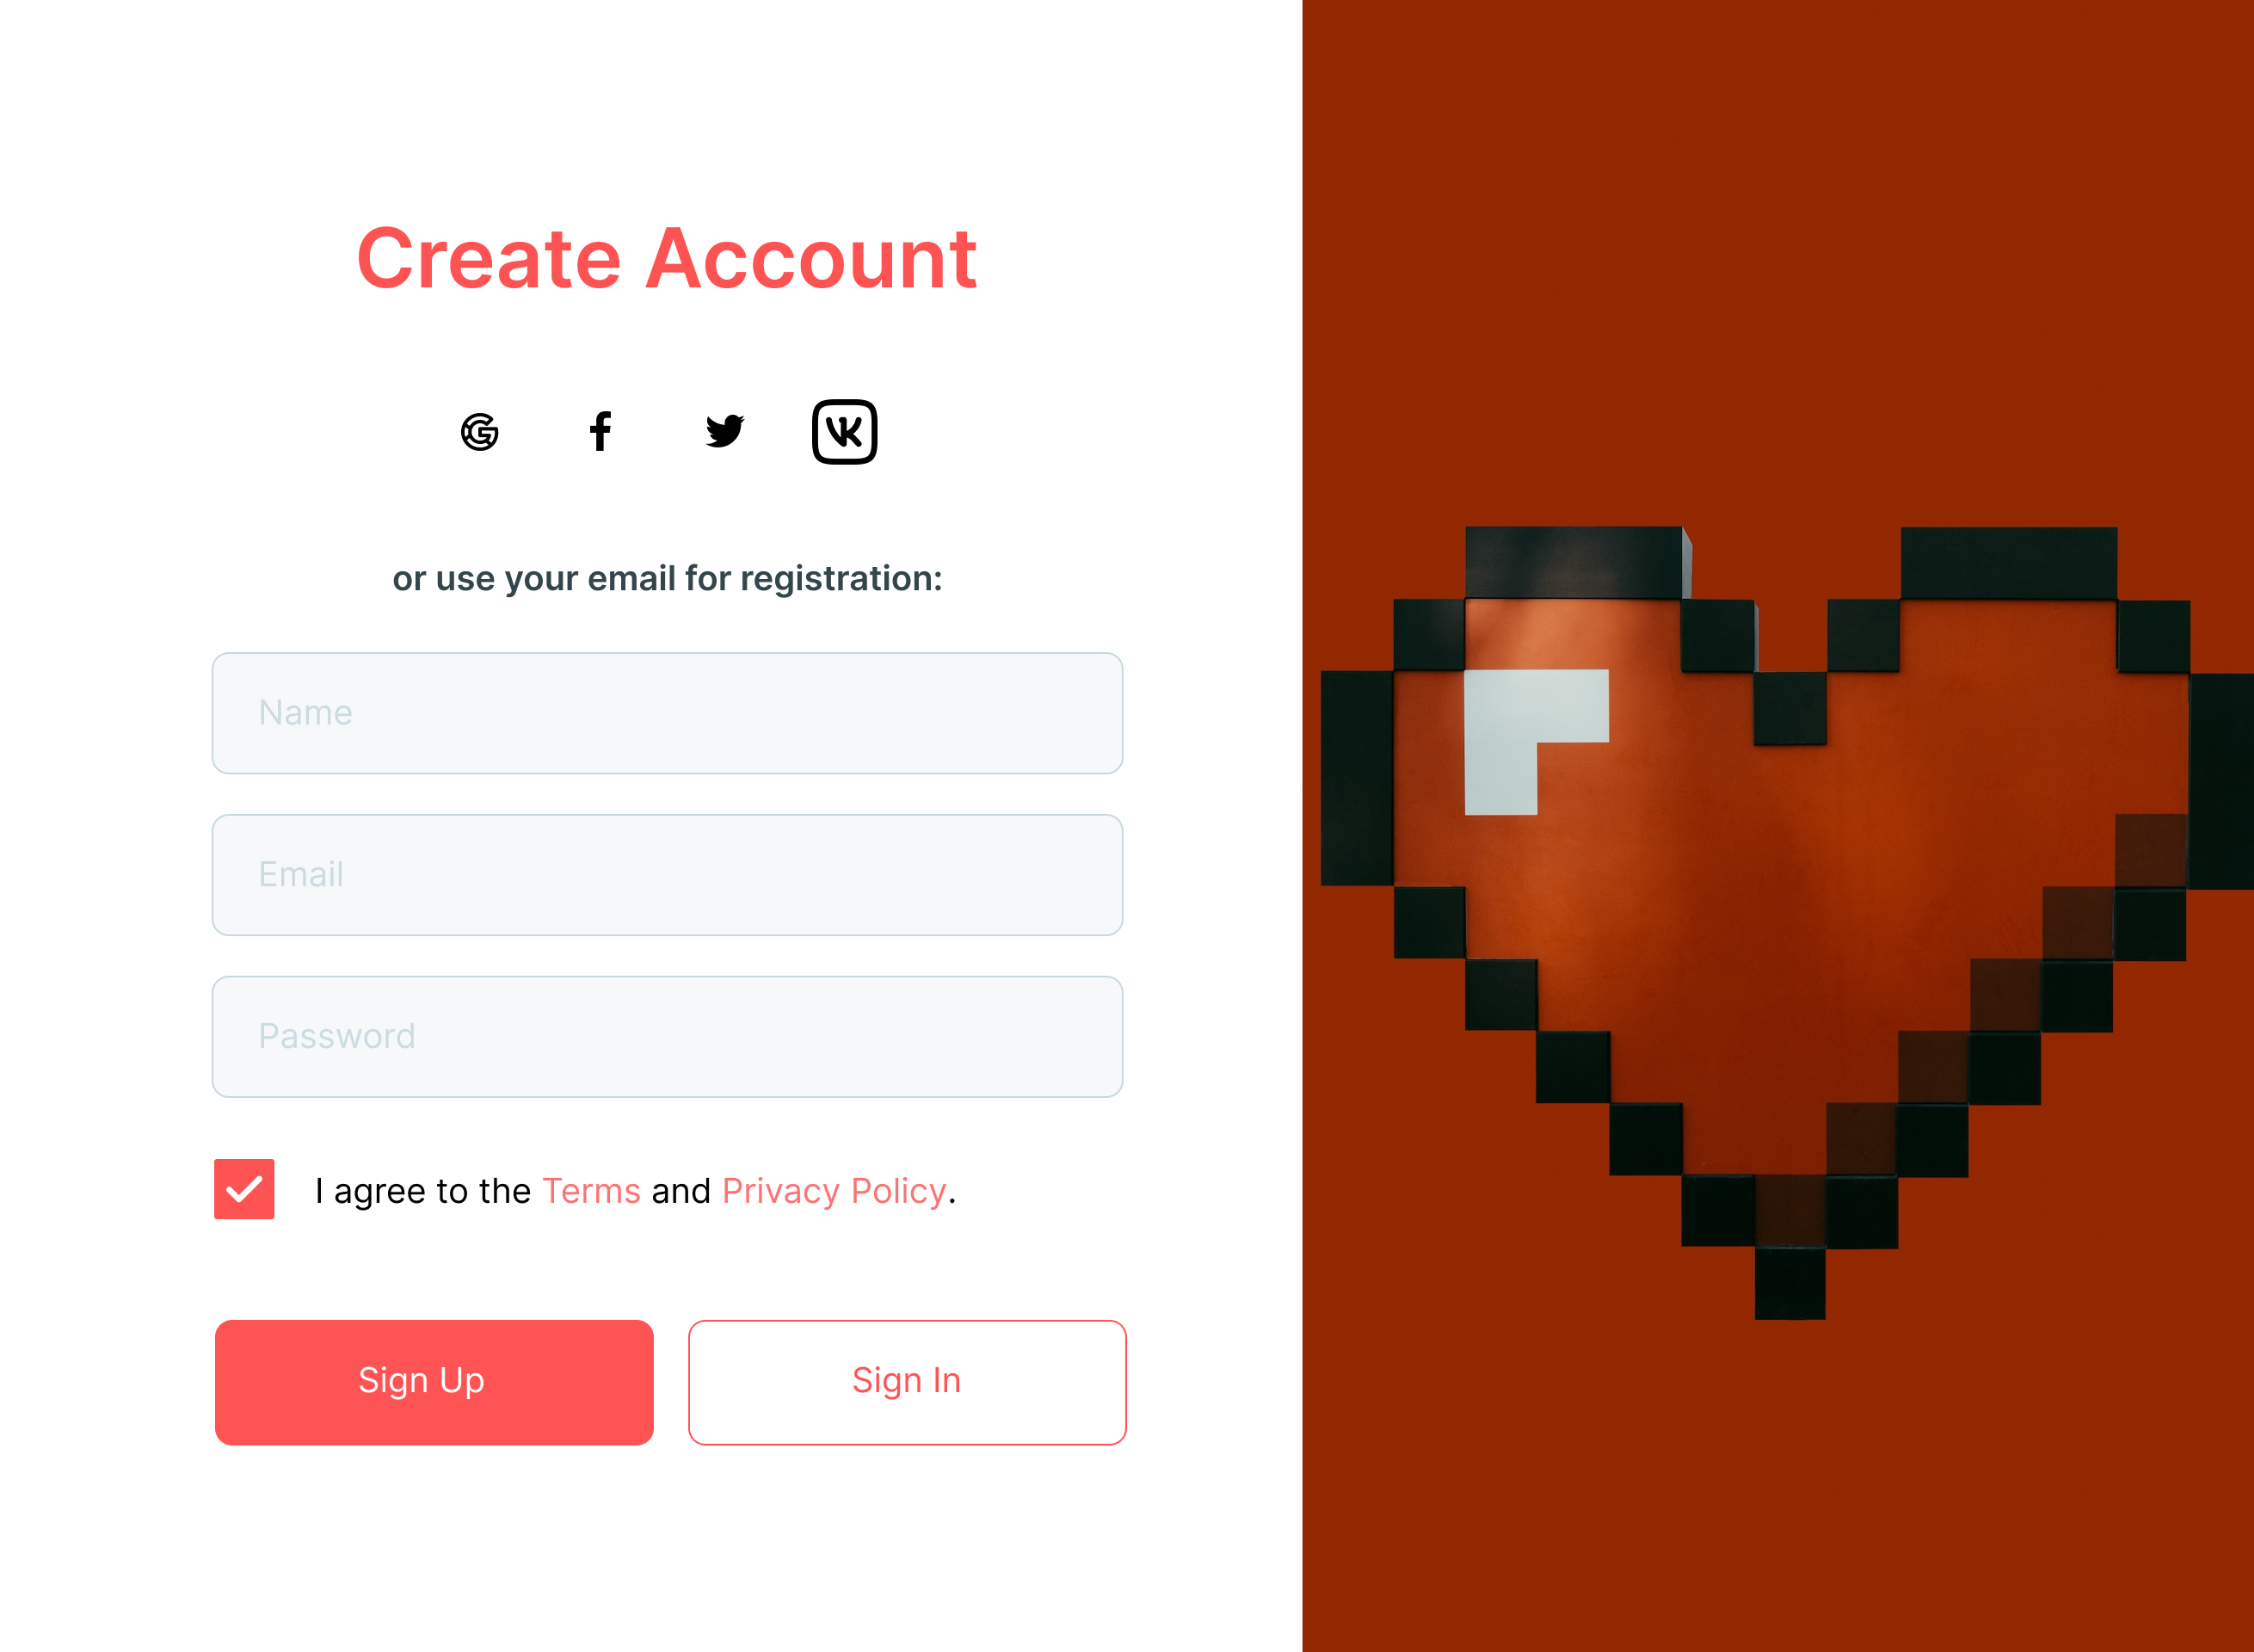 Create Account
or use your email for registration:
Name
Email
Password
I agree to the Terms and Privacy Policy.
Sign Up
Sign In